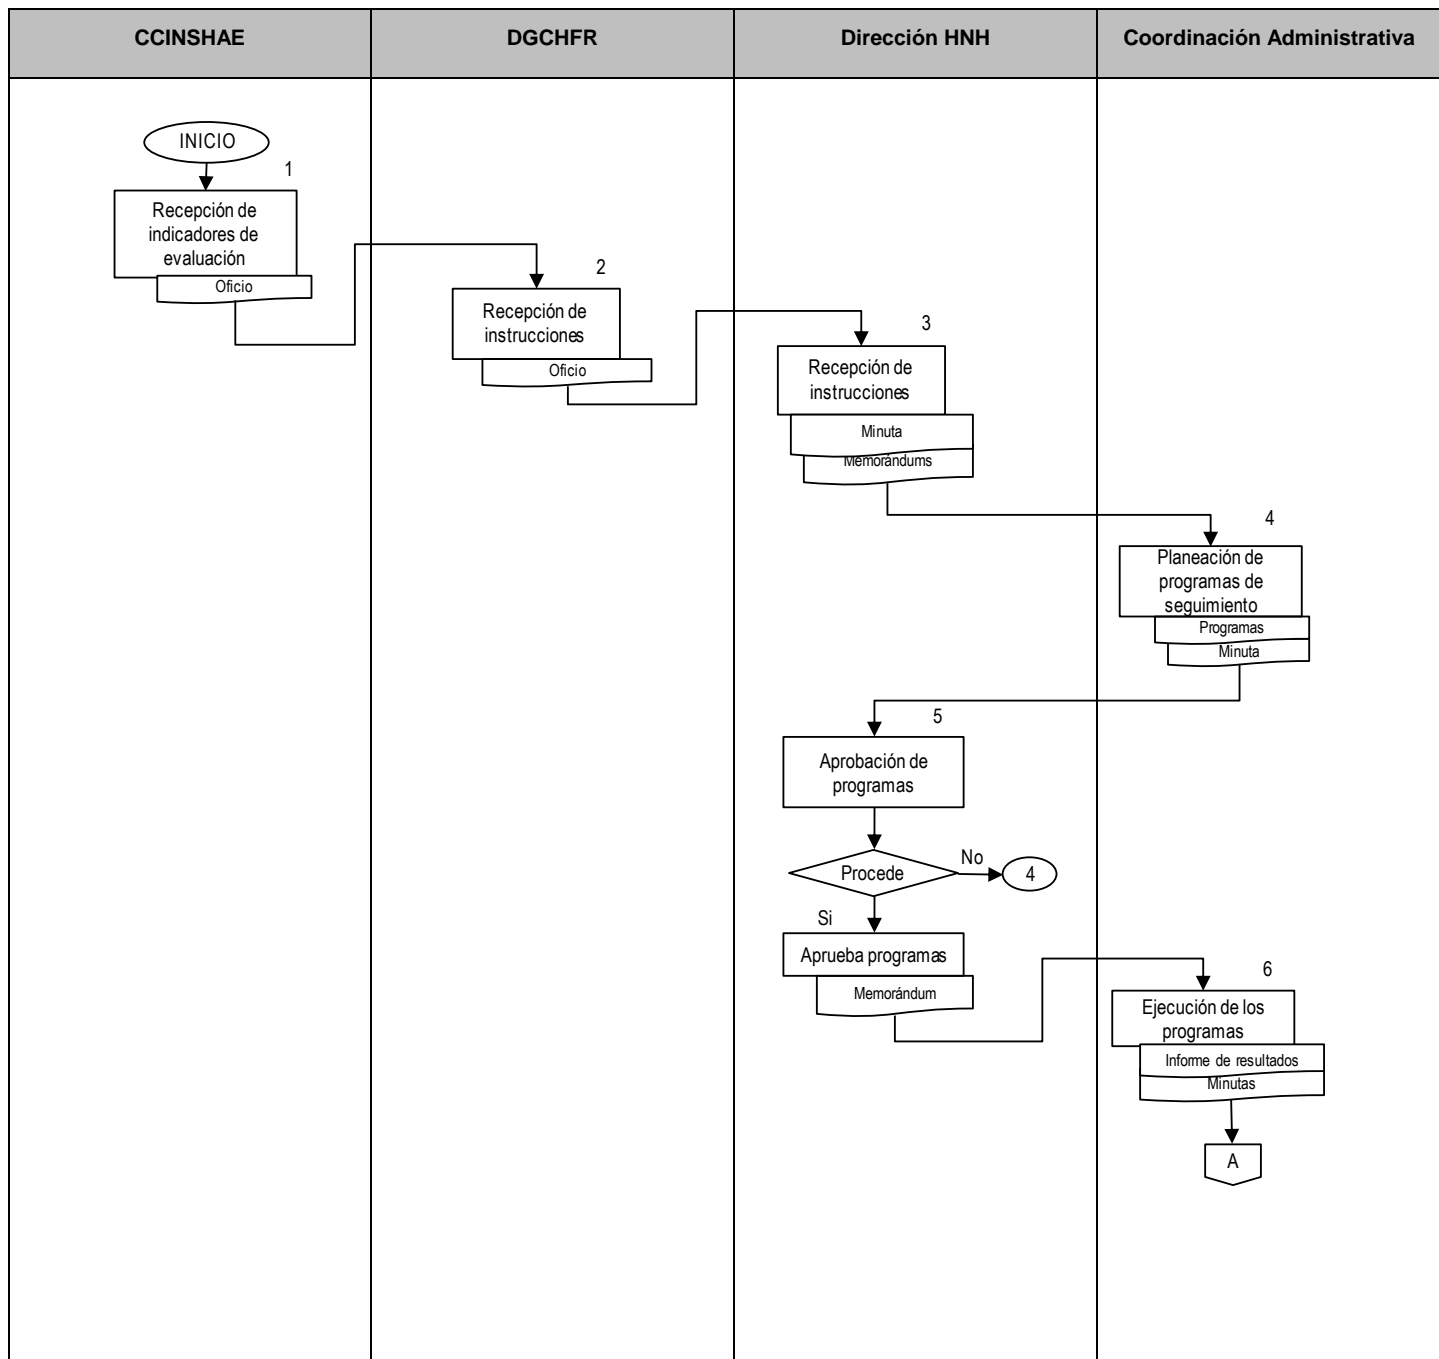 CCINSHAE
DGCHFR
Dirección HNH
Coordinación Administrativa
INICIO
1
Recepción de
indicadores de
evaluación
Oficio
2
Recepción de
instrucciones
Oficio
3
Recepción de
instrucciones
Minuta
Memorándums
4
Planeación de
programas de
seguimiento
Programas
Minuta
5
Aprobación de
programas
Procede
No
4
Si
Aprueba programas
Memorándum
6
Ejecución de los
programas
Informe de resultados
Minutas
A